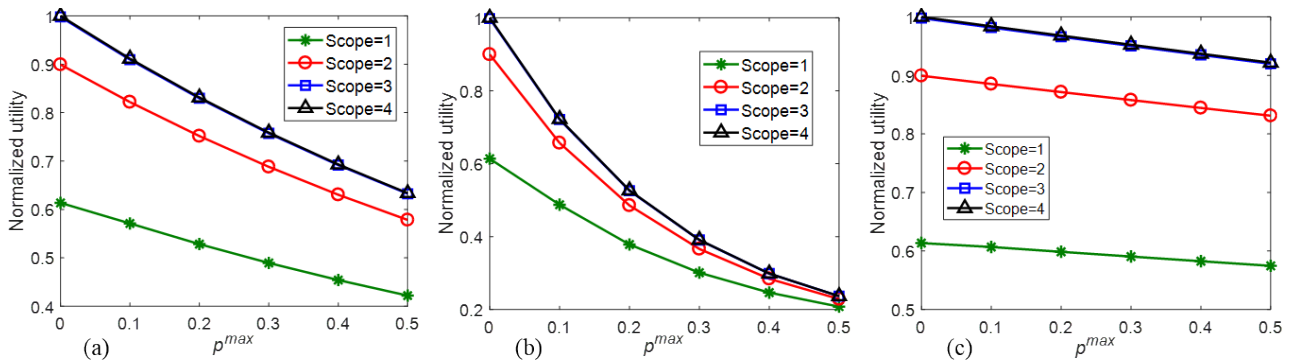 1
0.9
0.8
0.7
0.6
0.5
0.4
Normalized utility
Scope=1
Scope=2
Scope=3
Scope=4
0 0.1 0.2 0.3 0.4 0.5
(a) p^max
1
0.8
0.6
0.4
0.2
Normalized utility
Scope=1
Scope=2
Scope=3
Scope=4
0 0.1 0.2 0.3 0.4 0.5
(b) p^max
1
0.9
0.8
0.7
0.6
0.5
Normalized utility
Scope=1
Scope=2
Scope=3
Scope=4
0 0.1 0.2 0.3 0.4 0.5
(c) p^max